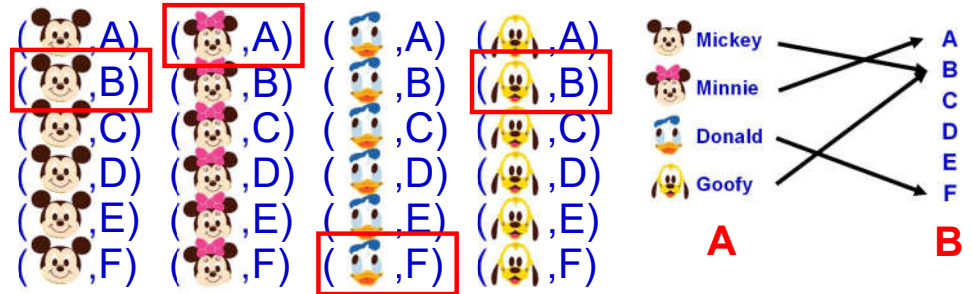 ( ,A) ( ,A) ( ,A) ( ,A)
( ,B) ( ,B) ( ,B) ( ,B)
( ,C) ( ,C) ( ,C) ( ,C)
( ,D) ( ,D) ( ,D) ( ,D)
( ,E) ( ,E) ( ,E) ( ,E)
( ,F) ( ,F) ( ,F) ( ,F)
Mickey
Minnie
Donald
Goofy
A
A
B
C
D
E
F
B